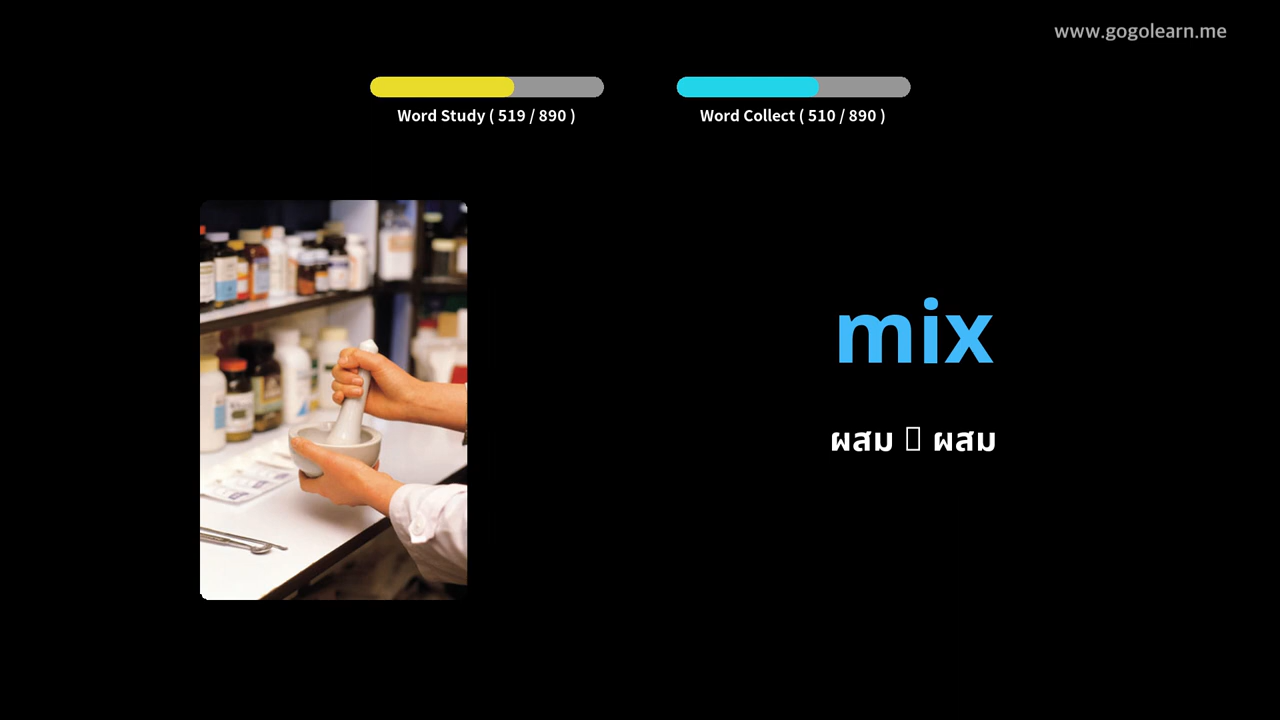 www.gogolearn.me
Word Study ( 519 / 890 )
Word Collect ( 510 / 890 )
mix
ผสม ▯ ผสม